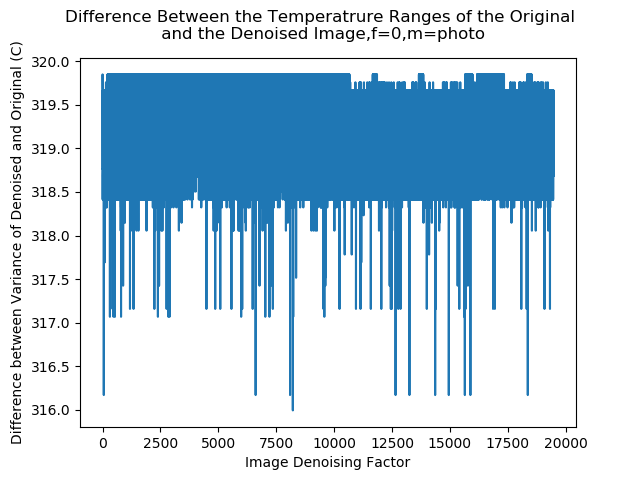 Difference Between the Temperatrure Ranges of the Original
and the Denoised Image,f=0,m=photo
Difference between Variance of Denoised and Original (C)
320.0
319.5
319.0
318.5
318.0
317.5
317.0
316.5
316.0
0 2500 5000 7500 10000 12500 15000 17500 20000
Image Denoising Factor